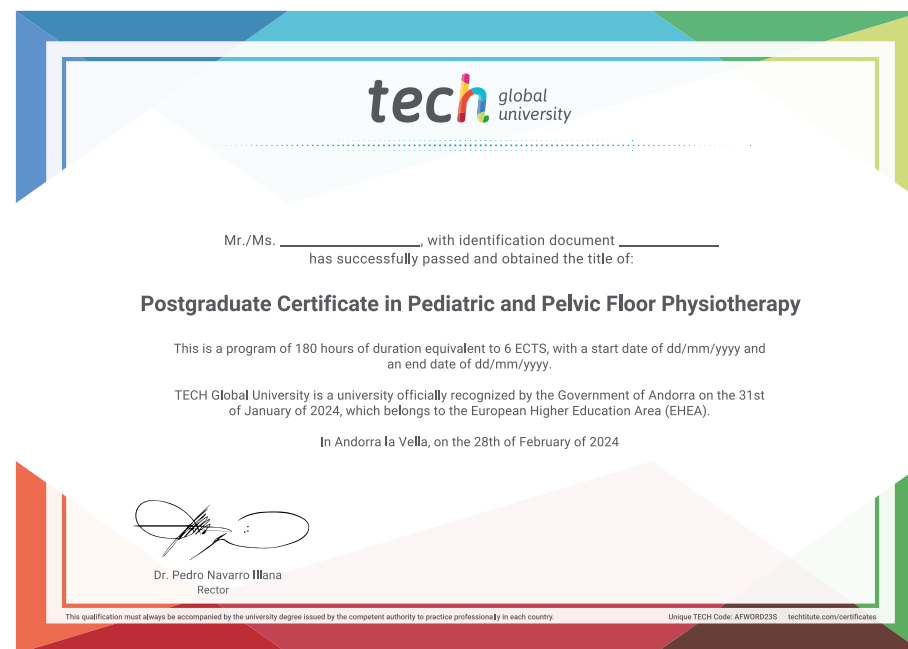 tech global
university
Mr./Ms. ____________________, with identification document ______________
has successfully passed and obtained the title of:
Postgraduate Certificate in Pediatric and Pelvic Floor Physiotherapy
This is a program of 180 hours of duration equivalent to 6 ECTS, with a start date of dd/mm/yyyy and
an end date of dd/mm/yyyy.
TECH Global University is a university officially recognized by the Government of Andorra on the 31st
of January of 2024, which belongs to the European Higher Education Area (EHEA).
In Andorra la Vella, on the 28th of February of 2024
Dr. Pedro Navarro Illana
Rector
This qualification must always be accompanied by the university degree issued by the competent authority to practice professionally in each country.
Unique TECH Code: AFWORD23S techtitute.com/certificates